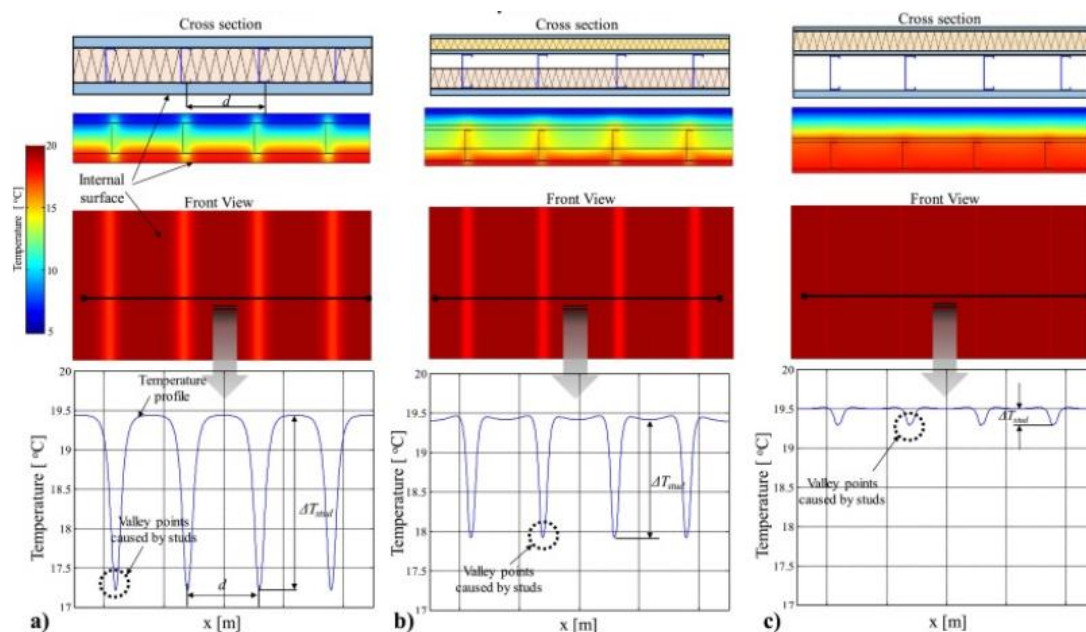 Cross section
d
Internal
surface
Front View
Temperature [ °C]
20
15
10
5
20
19.5
19
18.5
18
17.5
17
Temperature
profile
ΔTstud
Valley points
caused by studs
d
Temperature [ °C]
x [m]
a)
Cross section
Front View
20
19.5
19
18.5
18
17.5
17
ΔTstud
Valley points
caused by studs
Temperature [ °C]
x [m]
b)
Cross section
Front View
20
19.5
19
18.5
18
17.5
17
ΔTstud
Valley points
caused by studs
Temperature [ °C]
x [m]
c)